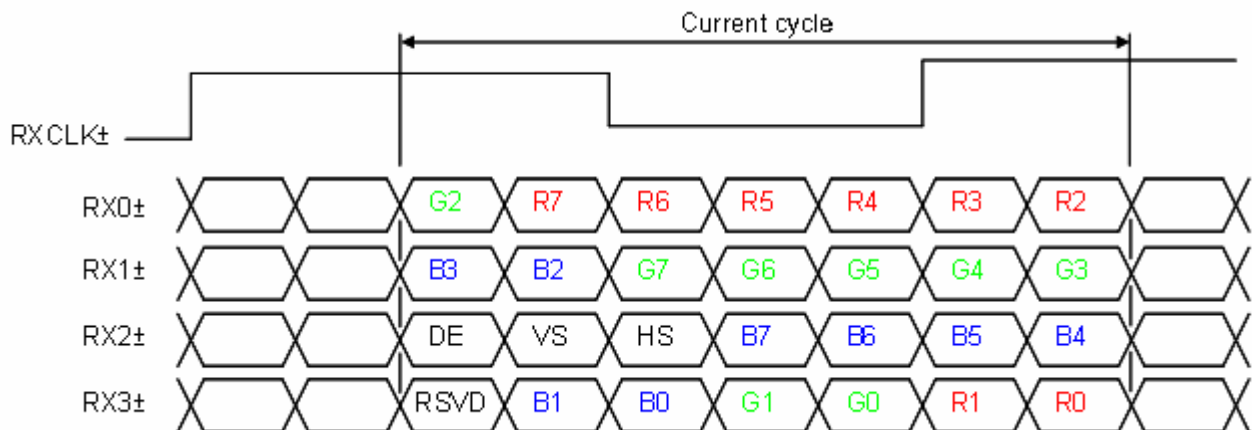 Current cycle
RXCLK±
RX0± G2 R7 R6 R5 R4 R3 R2
RX1± B3 B2 G7 G6 G5 G4 G3
RX2± DE VS HS B7 B6 B5 B4
RX3± RSVD B1 B0 G1 G0 R1 R0